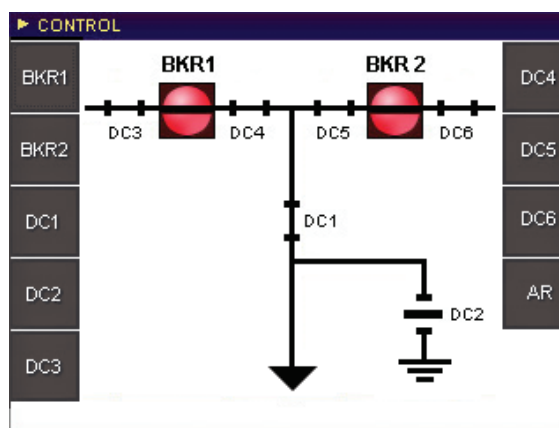 CONTROL
BKR1
BKR2
DC1
DC2
DC3
BKR1
BKR 2
DC3
DC4
DC5
DC6
DC1
DC2
DC4
DC5
DC6
AR